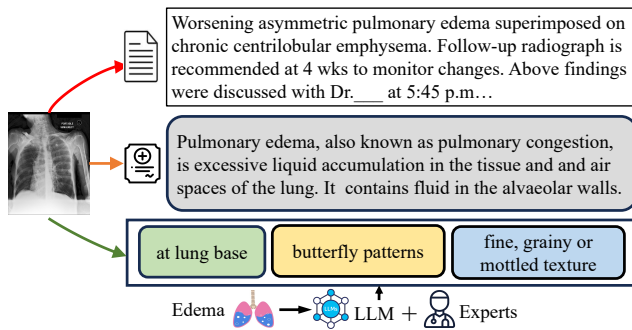 Worsening asymmetric pulmonary edema superimposed on
chronic centrilobular emphysema. Follow-up radiograph is
recommended at 4 wks to monitor changes. Above findings
were discussed with Dr.___ at 5:45 p.m…
Pulmonary edema, also known as pulmonary congestion,
is excessive liquid accumulation in the tissue and and air
spaces of the lung. It contains fluid in the alvaeolar walls.
at lung base
butterfly patterns
fine, grainy or
mottled texture
Edema
LLMs
LLM + Experts